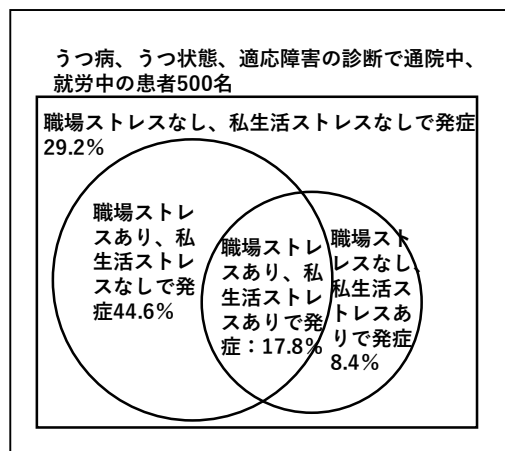 うつ病、うつ状態、適応障害の診断で通院中、
就労中の患者500名
職場ストレスなし、私生活ストレスなしで発症
29.2%
職場ストレ
スあり、私
生活ストレ
スなしで発
症44.6%
職場ストレ
スあり、私
生活ストレ
スありで発
症：17.8%
職場スト
レスなし、
私生活ス
トレスあ
りで発症
8.4%